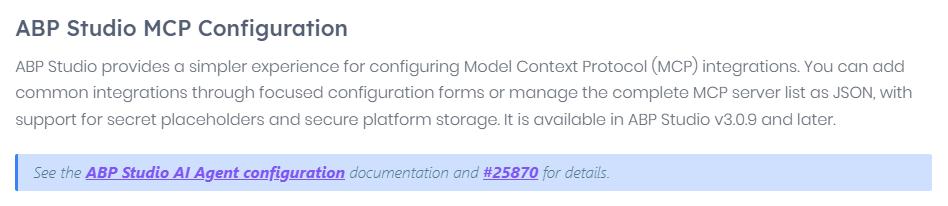 ABP Studio MCP Configuration
ABP Studio provides a simpler experience for configuring Model Context Protocol (MCP) integrations. You can add
common integrations through focused configuration forms or manage the complete MCP server list as JSON, with
support for secret placeholders and secure platform storage. It is available in ABP Studio v3.0.9 and later.
See the ABP Studio AI Agent configuration documentation and #25870 for details.